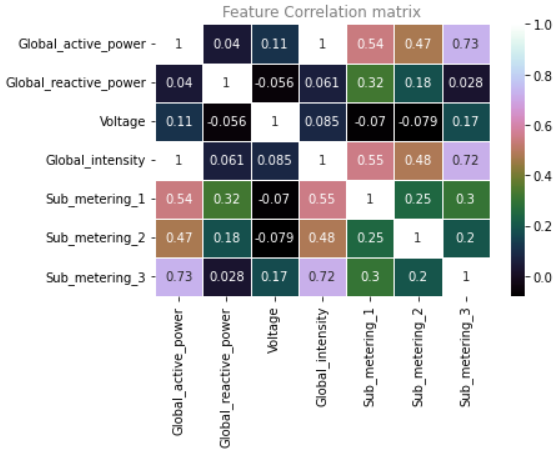 Feature Correlation matrix
Global_active_power 1 0.04 0.11 1 0.54 0.47 0.73
Global_reactive_power 0.04 1 -0.056 0.061 0.32 0.18 0.028
Voltage 0.11 -0.056 1 0.085 -0.07 -0.079 0.17
Global_intensity 1 0.061 0.085 1 0.55 0.48 0.72
Sub_metering_1 0.54 0.32 -0.07 0.55 1 0.25 0.3
Sub_metering_2 0.47 0.18 -0.079 0.48 0.25 1 0.2
Sub_metering_3 0.73 0.028 0.17 0.72 0.3 0.2 1
Global_active_power
Global_reactive_power
Voltage
Global_intensity
Sub_metering_1
Sub_metering_2
Sub_metering_3
1.0
0.8
0.6
0.4
0.2
0.0